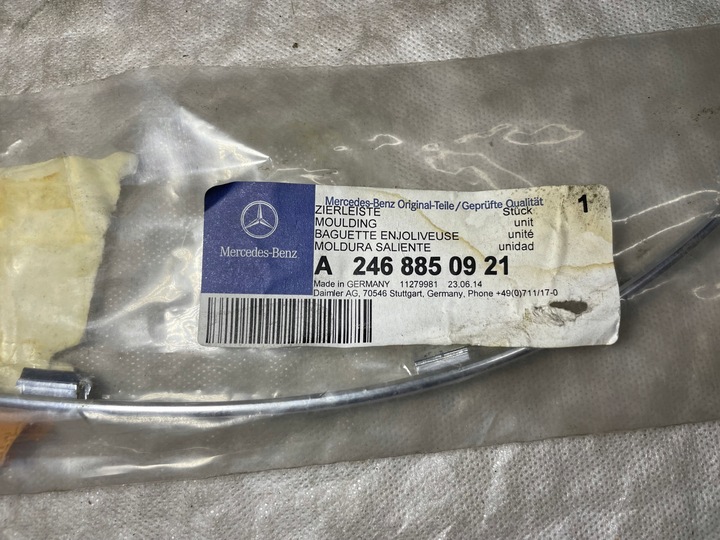 Mercedes-Benz
Mercedes-Benz Original-Teile/Geprüfte Qualität
ZIERLEISTE Stück 1
MOULDING unit
BAGUETTE ENJOLIVEUSE unité
MOLDURA SALIENTE unidad
A 246 885 09 21
Made in GERMANY 11279981 23.06.14
Daimler AG, 70546 Stuttgart, Germany, Phone +49(0)711/17-0